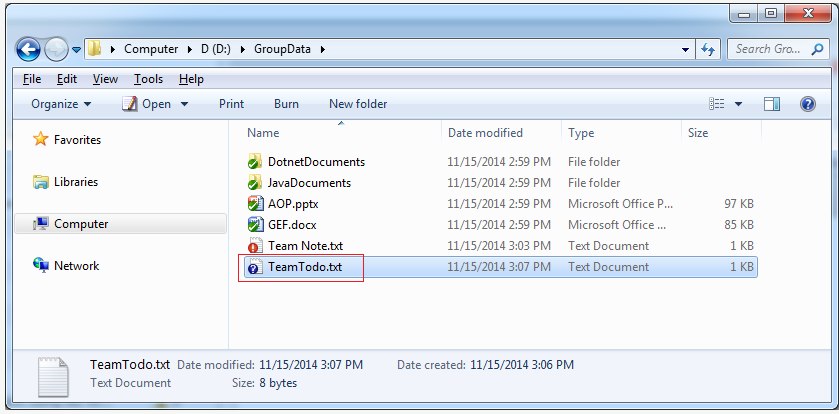 Computer D (D:) GroupData Search Gro...
File Edit View Tools Help
Organize Open Print Burn New folder
Name Date modified Type Size
Favorites
Libraries
Computer
Network
DotnetDocuments 11/15/2014 2:59 PM File folder
JavaDocuments 11/15/2014 2:59 PM File folder
AOP.pptx 11/15/2014 2:59 PM Microsoft Office P... 97 KB
GEF.docx 11/15/2014 2:59 PM Microsoft Office ... 85 KB
Team Note.txt 11/15/2014 3:03 PM Text Document 1 KB
TeamTodo.txt 11/15/2014 3:07 PM Text Document 1 KB
TeamTodo.txt Date modified: 11/15/2014 3:07 PM Date created: 11/15/2014 3:06 PM
Text Document Size: 8 bytes